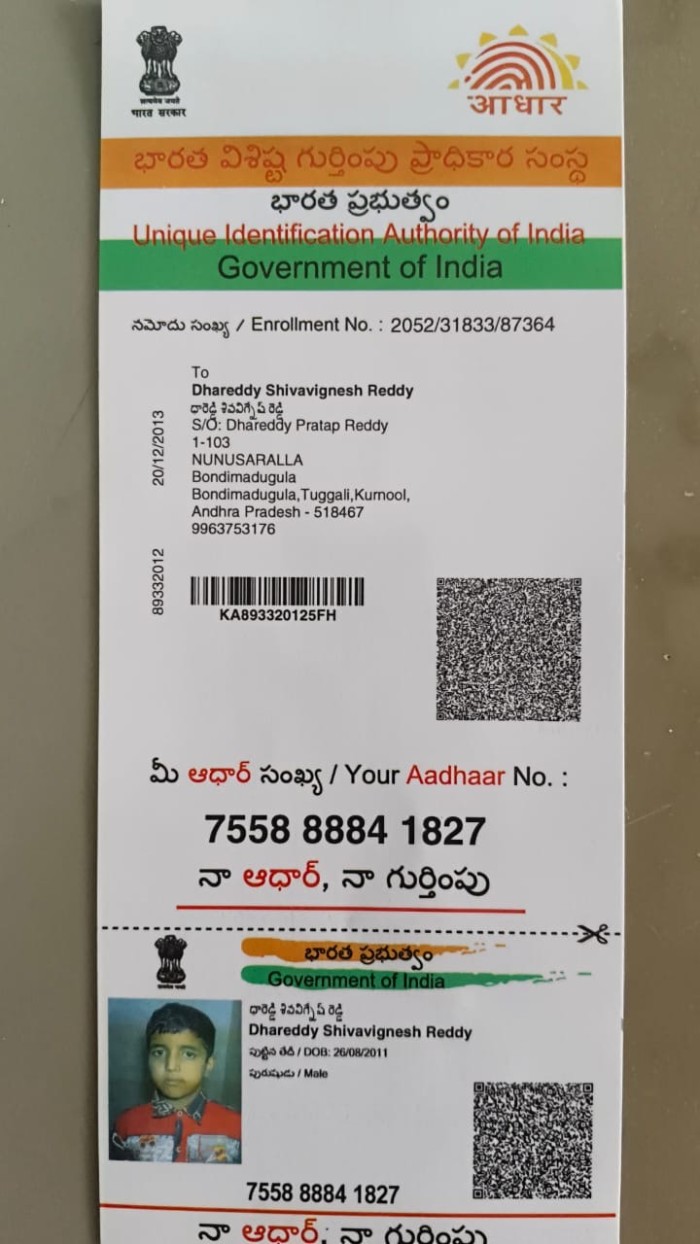 सत्यमेव जयते
भारत सरकार
आधार
భారత విశిష్ట గుర్తింపు ప్రాధికార సంస్థ
భారత ప్రభుత్వం
Unique Identification Authority of India
Government of India
నమోదు సంఖ్య / Enrollment No. : 2052/31833/87364
To
Dhareddy Shivavignesh Reddy
ధారెడ్డి శివవిగ్నేష్ రెడ్డి
S/O: Dhareddy Pratap Reddy
1-103
NUNUSARALLA
Bondimadugula
Bondimadugula,Tuggali,Kurnool,
Andhra Pradesh - 518467
9963753176
20/12/2013
89332012
KA893320125FH
మీ ఆధార్ సంఖ్య / Your Aadhaar No. :
7558 8884 1827
నా ఆధార్, నా గుర్తింపు
భారత ప్రభుత్వం
Government of India
ధారెడ్డి శివవిగ్నేష్ రెడ్డి
Dhareddy Shivavignesh Reddy
పుట్టిన తేదీ / DOB: 26/08/2011
పురుషుడు / Male
7558 8884 1827
నా ఆధార్, నా గుర్తింపు